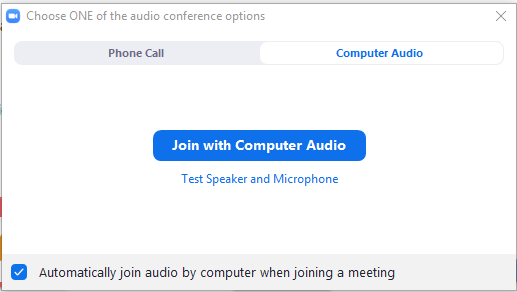 Choose ONE of the audio conference options
Phone Call
Computer Audio
Join with Computer Audio
Test Speaker and Microphone
Automatically join audio by computer when joining a meeting